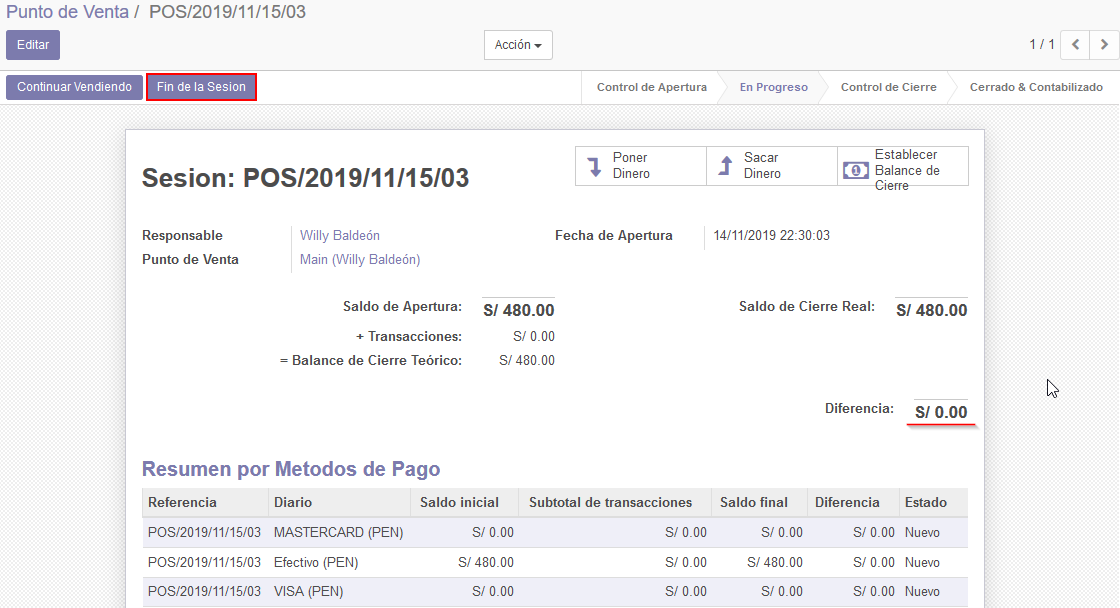 Punto de Venta / POS/2019/11/15/03
Editar
Acción
1 / 1
Continuar Vendiendo
Fin de la Sesion
Control de Apertura
En Progreso
Control de Cierre
Cerrado & Contabilizado
Sesion: POS/2019/11/15/03
Poner
Dinero
Sacar
Dinero
Establecer
Balance de
Cierre
Responsable Willy Baldeón
Fecha de Apertura 14/11/2019 22:30:03
Punto de Venta Main (Willy Baldeón)
Saldo de Apertura: S/ 480.00
Saldo de Cierre Real: S/ 480.00
+ Transacciones: S/ 0.00
= Balance de Cierre Teórico: S/ 480.00
Diferencia: S/ 0.00
Resumen por Metodos de Pago
Referencia Diario Saldo inicial Subtotal de transacciones Saldo final Diferencia Estado
POS/2019/11/15/03 MASTERCARD (PEN) S/ 0.00 S/ 0.00 S/ 0.00 S/ 0.00 Nuevo
POS/2019/11/15/03 Efectivo (PEN) S/ 480.00 S/ 0.00 S/ 480.00 S/ 0.00 Nuevo
POS/2019/11/15/03 VISA (PEN) S/ 0.00 S/ 0.00 S/ 0.00 S/ 0.00 Nuevo